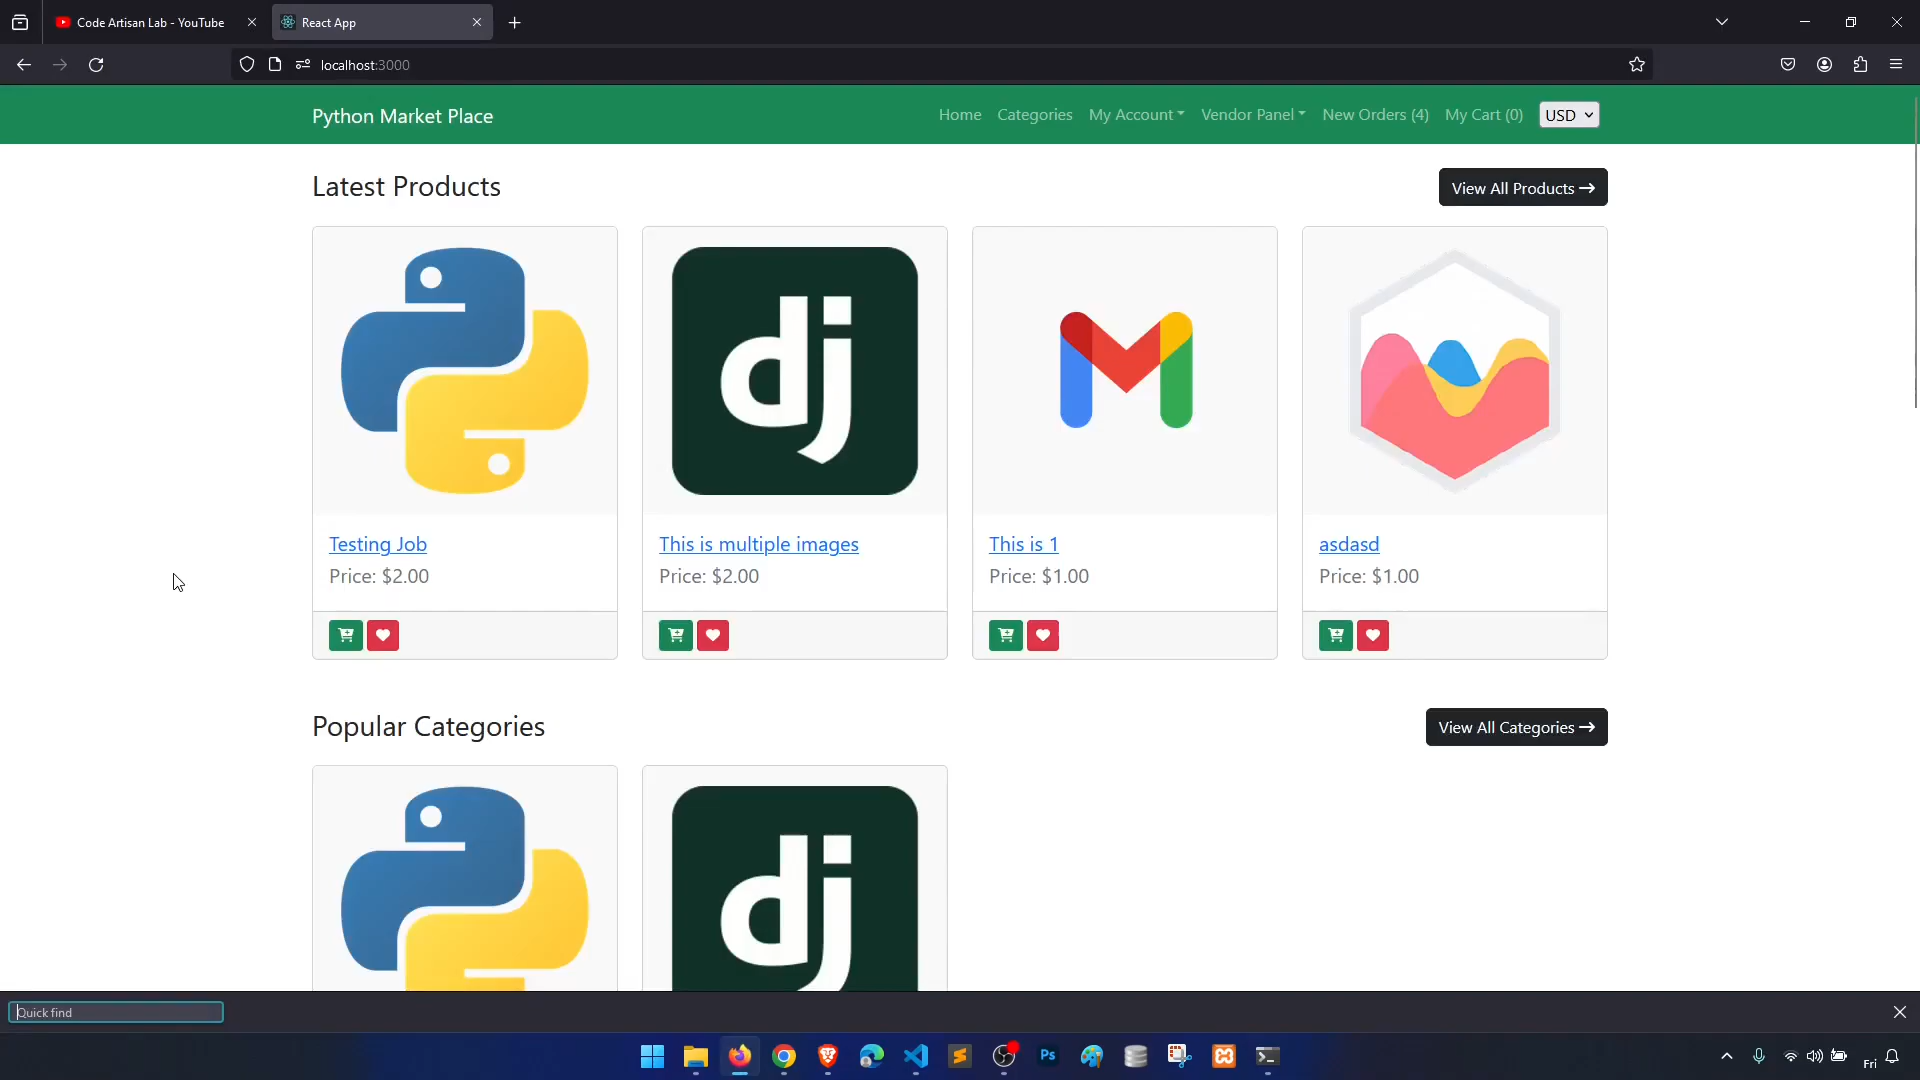 Code Artisan Lab - YouTube
React App
localhost:3000
Python Market Place
Home
Categories
My Account
Vendor Panel
New Orders (4)
My Cart (0)
USD
Latest Products
View All Products →
dj
Testing Job
This is multiple images
This is 1
asdasd
Price: $2.00
Price: $2.00
Price: $1.00
Price: $1.00
Popular Categories
View All Categories →
dj
Quick find
Ps
Fri